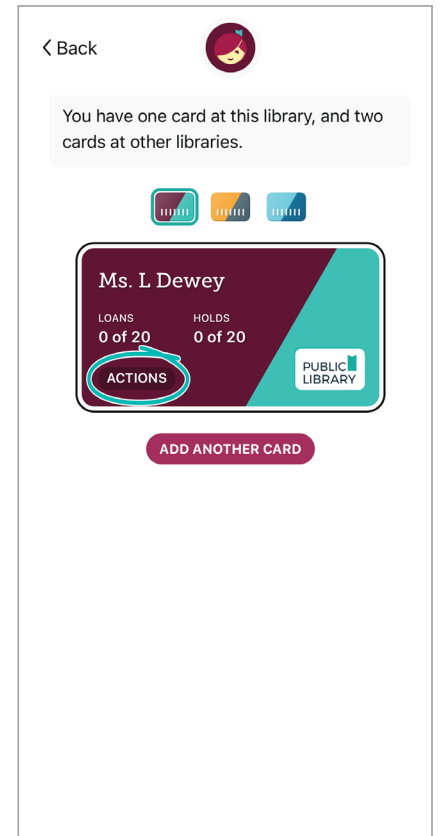 Back
You have one card at this library, and two
cards at other libraries.
Ms. L Dewey
LOANS HOLDS
0 of 20 0 of 20
ACTIONS
PUBLIC
LIBRARY
ADD ANOTHER CARD